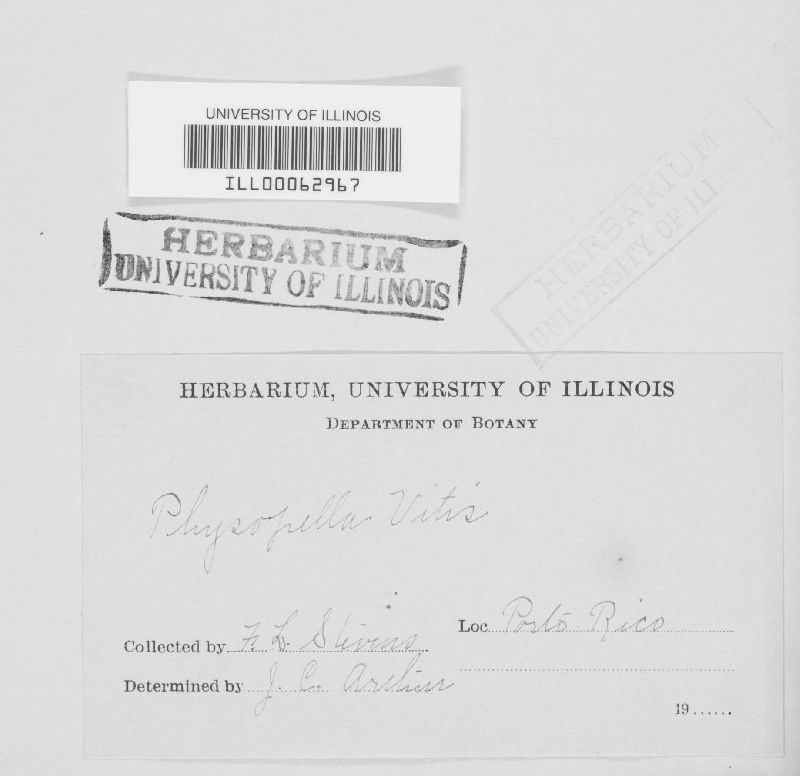 UNIVERSITY OF ILLINOIS
ILL00062967
HERBARIUM
UNIVERSITY OF ILLINOIS
HERBARIUM
UNIVERSITY OF ILLINOIS
HERBARIUM, UNIVERSITY OF ILLINOIS
DEPARTMENT OF BOTANY
Physopella Vitis
Collected by F. L. Stevens
Loc Porto Rico
Determined by J. C. Arthur
19......